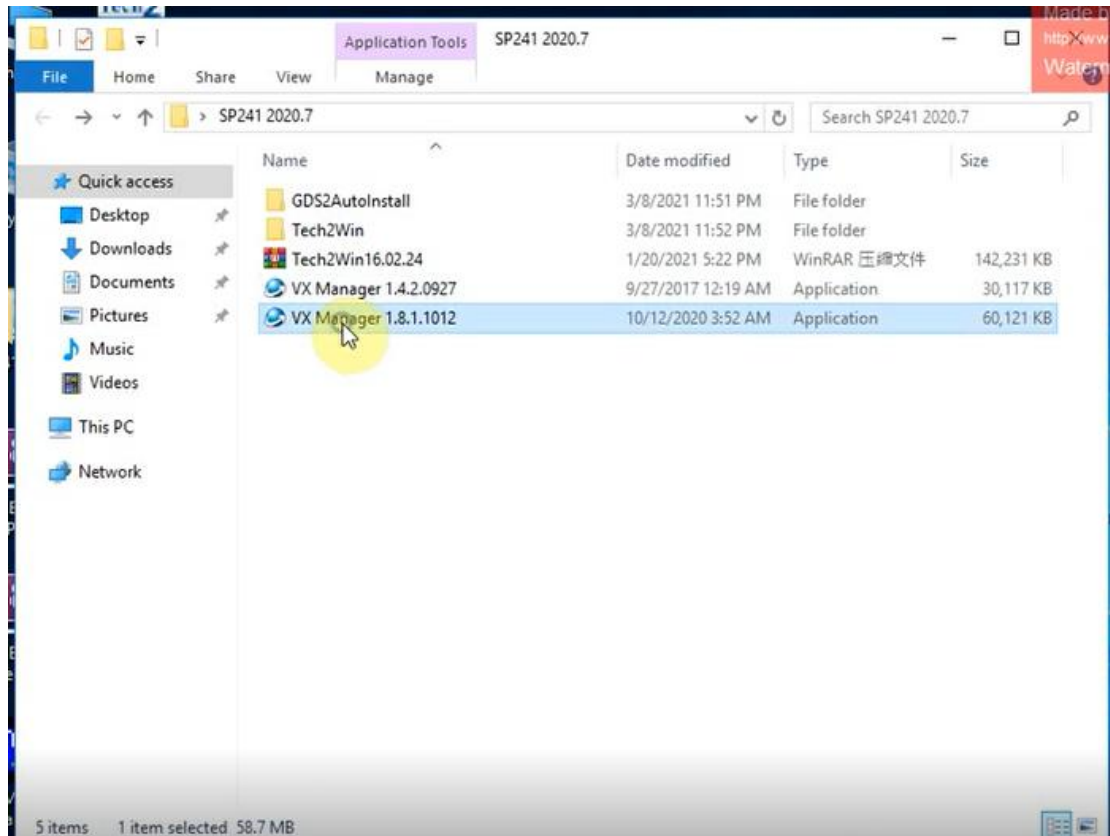 Tech2
Made b
Application Tools SP241 2020.7
http://www
Waterm
File Home Share View Manage
SP241 2020.7 Search SP241 2020.7
Name Date modified Type Size
Quick access
GDS2AutoInstall 3/8/2021 11:51 PM File folder
Desktop
Tech2Win 3/8/2021 11:52 PM File folder
Downloads
Tech2Win16.02.24 1/20/2021 5:22 PM WinRAR 压缩文件 142,231 KB
Documents
VX Manager 1.4.2.0927 9/27/2017 12:19 AM Application 30,117 KB
Pictures
VX Manager 1.8.1.1012 10/12/2020 3:52 AM Application 60,121 KB
Music
Videos
This PC
Network
5 items 1 item selected 58.7 MB